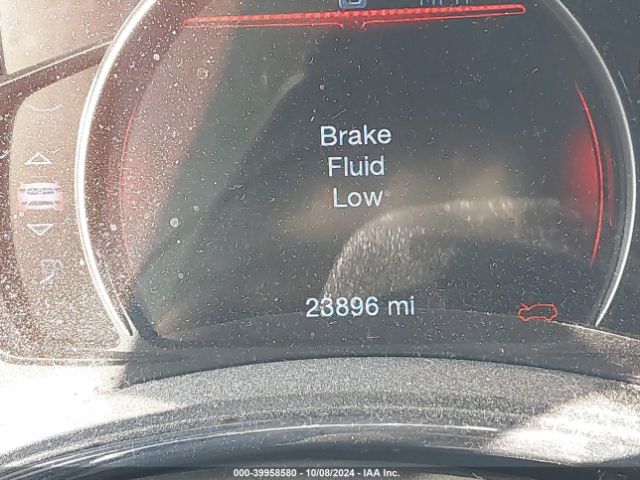 Brake
Fluid
Low
23896 mi
000-39958580 - 10/08/2024 - IAA Inc.